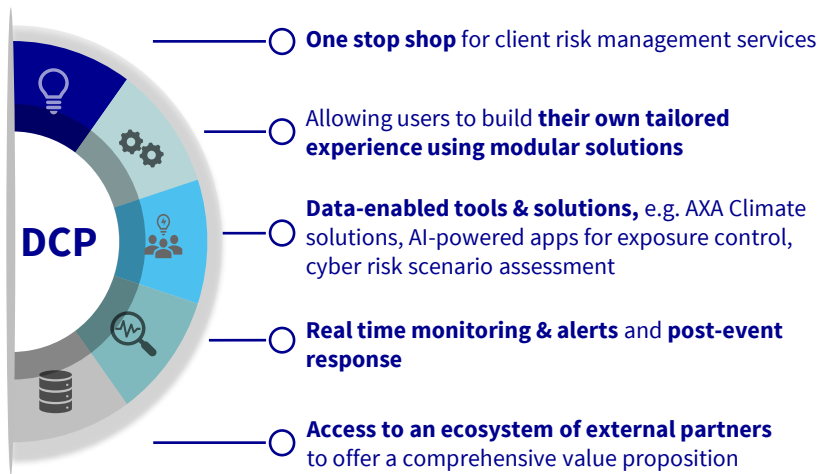 One stop shop for client risk management services
Allowing users to build their own tailored
experience using modular solutions
DCP
Data-enabled tools & solutions, e.g. AXA Climate
solutions, AI-powered apps for exposure control,
cyber risk scenario assessment
Real time monitoring & alerts and post-event
response
Access to an ecosystem of external partners
to offer a comprehensive value proposition